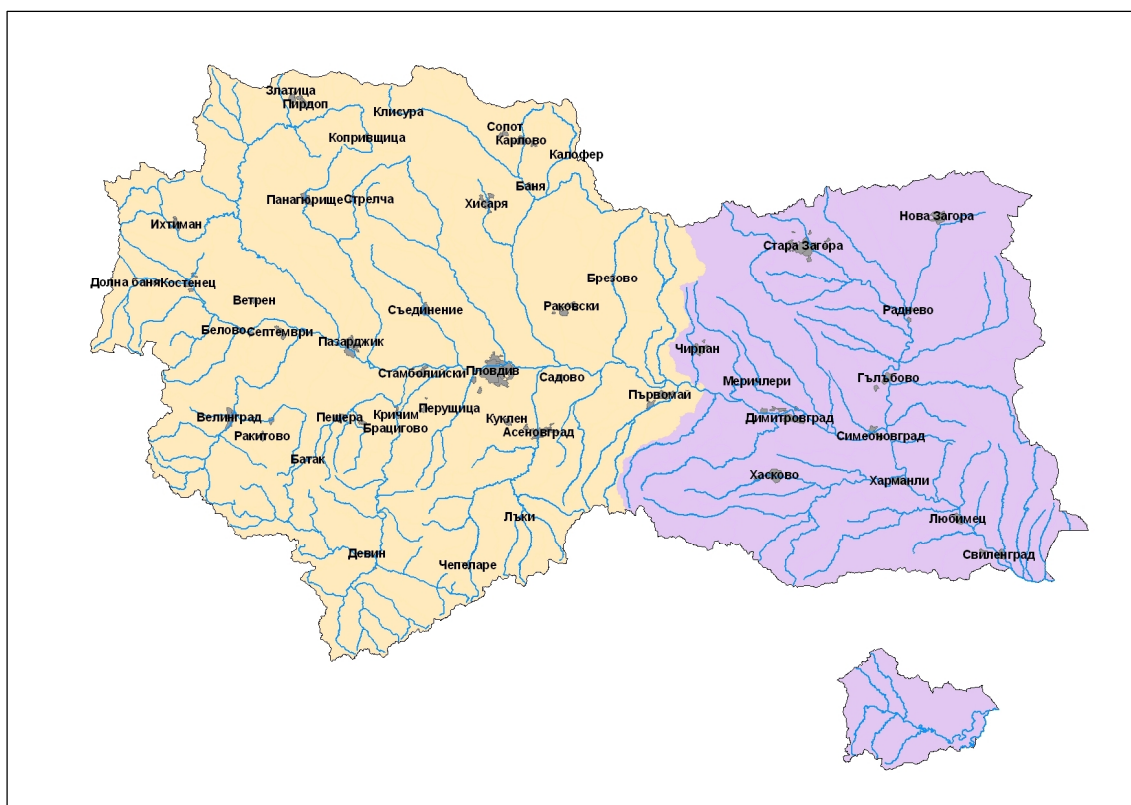 Златица
Пирдоп
Клисура
Сопот
Копривщица
Карлово
Калофер
Баня
Панагюрище
Стрелча
Хисаря
Нова Загора
Ихтиман
Стара Загора
Долна баня
Костенец
Брезово
Ветрен
Съединение
Раковски
Раднево
Белово
Септември
Пазарджик
Чирпан
Стамболийски
Пловдив
Садово
Меричлери
Гълъбово
Първомай
Велинград
Пещера
Кричим
Перущица
Куклен
Димитровград
Брацигово
Ракитово
Асеновград
Симеоновград
Батак
Хасково
Харманли
Лъки
Любимец
Девин
Чепеларе
Свиленград